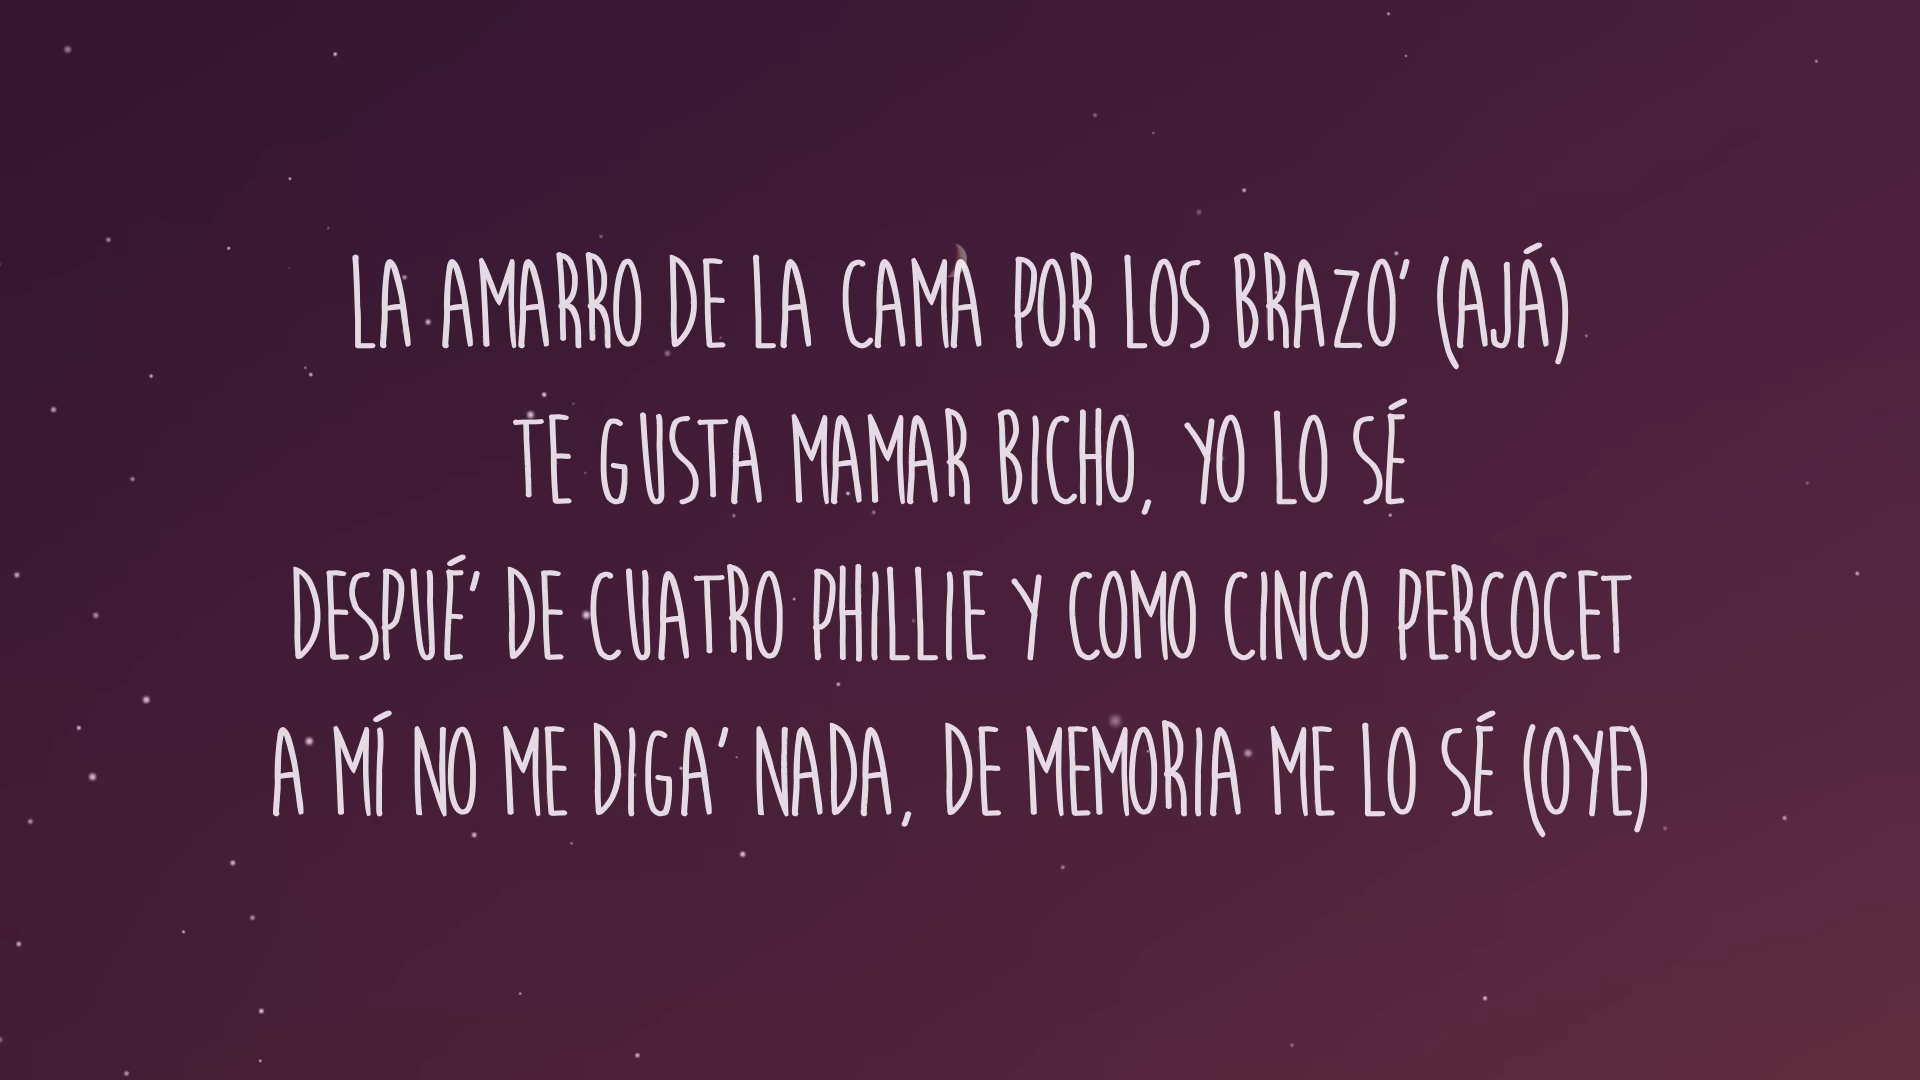 LA AMARRO DE LA CAMA POR LOS BRAZO' (AJÁ)
TE GUSTA MAMAR BICHO, YO LO SÉ
DESPUÉ' DE CUATRO PHILLIE Y COMO CINCO PERCOCET
A MÍ NO ME DIGA' NADA, DE MEMORIA ME LO SÉ (OYE)